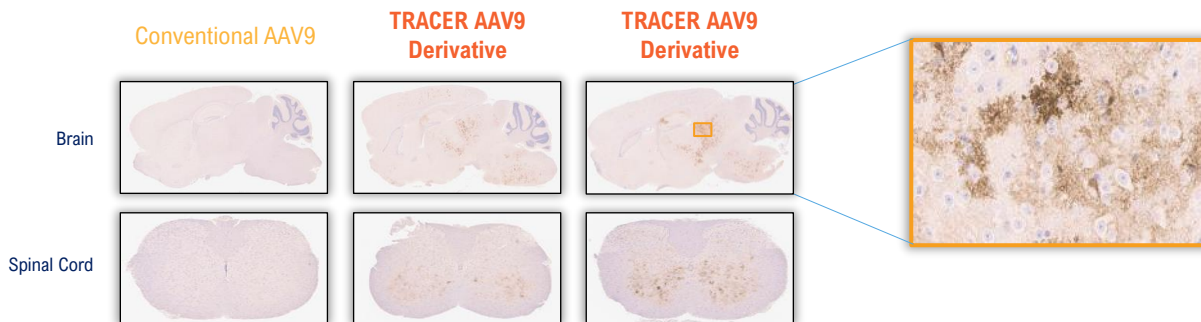 Conventional AAV9
TRACER AAV9
Derivative
TRACER AAV9
Derivative
Brain
Spinal Cord